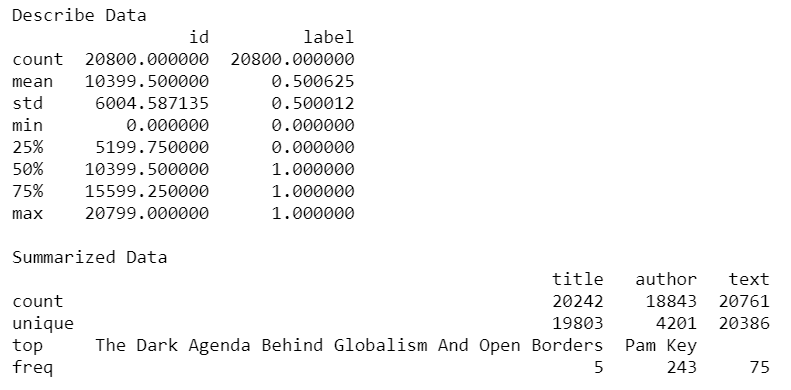 Describe Data
id label
count 20800.000000 20800.000000
mean 10399.500000 0.500625
std 6004.587135 0.500012
min 0.000000 0.000000
25% 5199.750000 0.000000
50% 10399.500000 1.000000
75% 15599.250000 1.000000
max 20799.000000 1.000000
Summarized Data
title author text
count 20242 18843 20761
unique 19803 4201 20386
top The Dark Agenda Behind Globalism And Open Borders Pam Key
freq 5 243 75